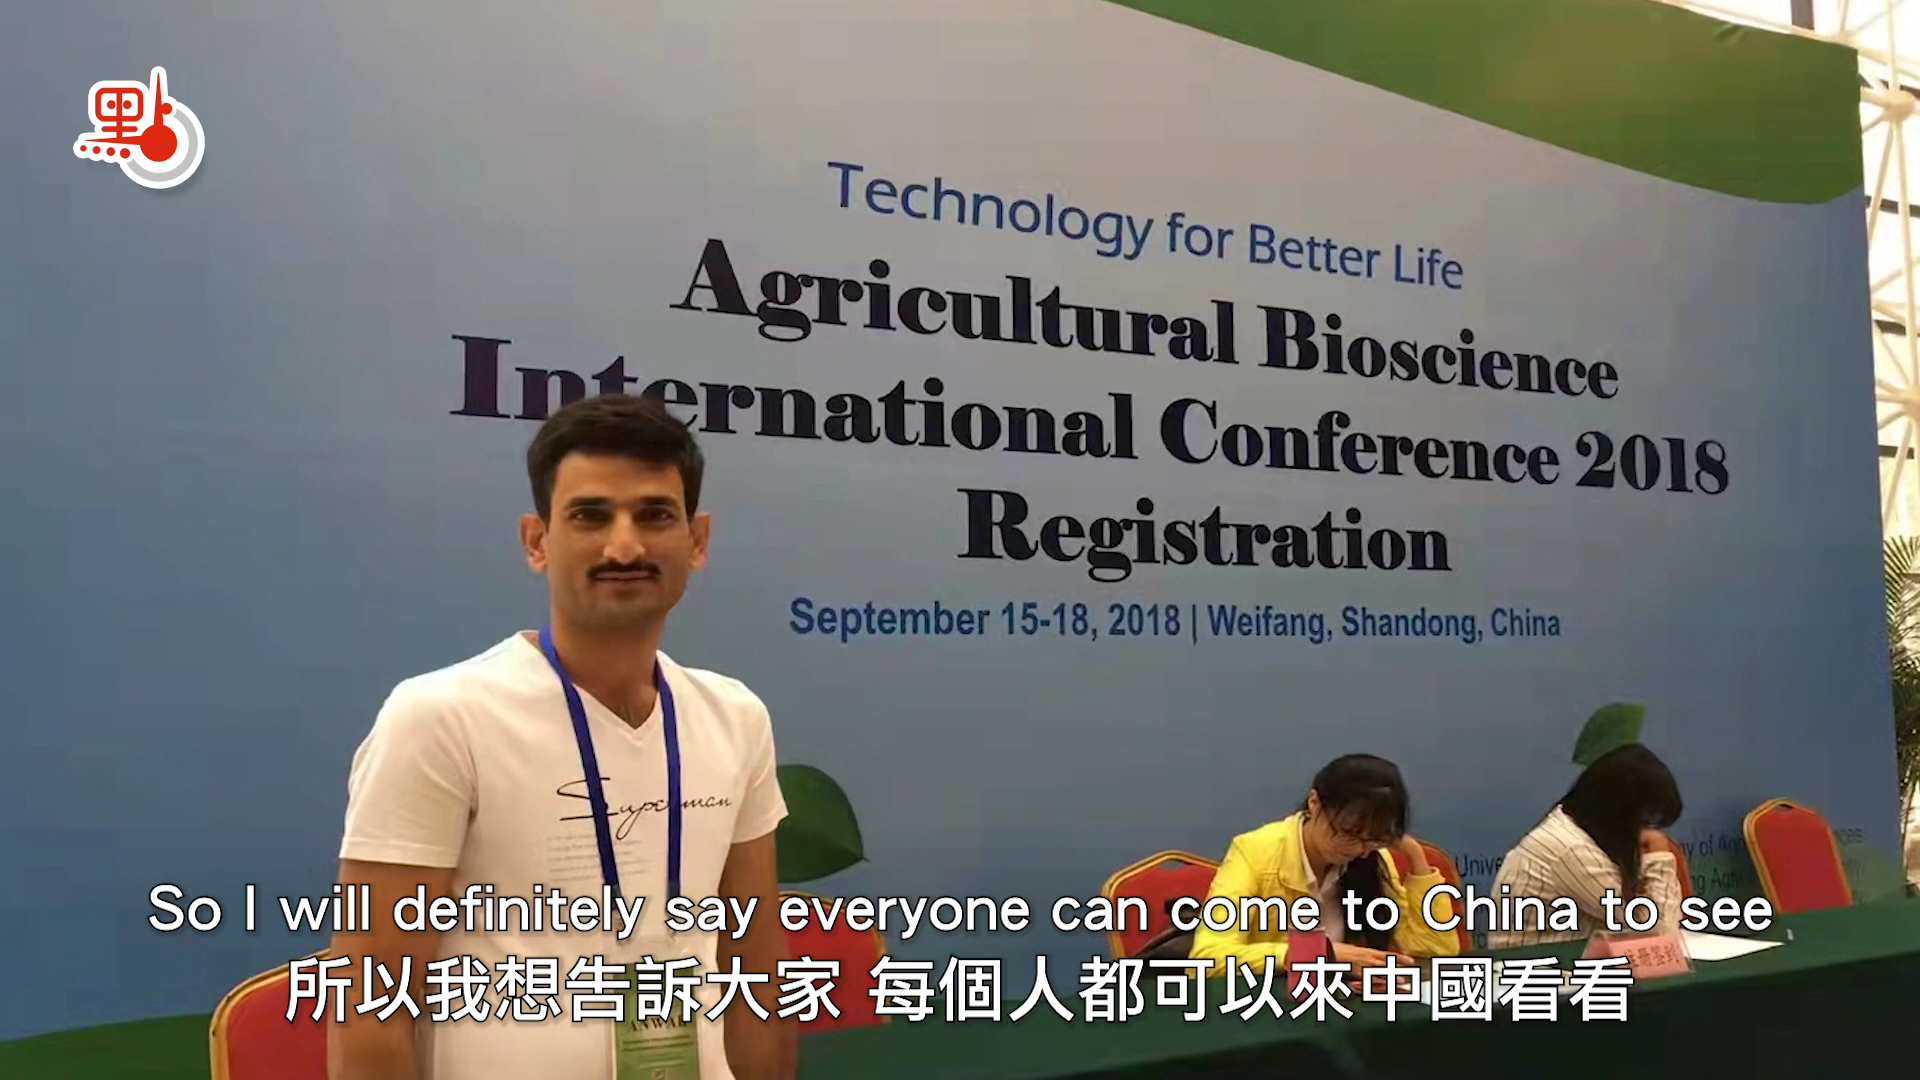 點
Technology for Better Life
Agricultural Bioscience
International Conference 2018
Registration
September 15-18, 2018 | Weifang, Shandong, China
Superman
So I will definitely say everyone can come to China to see
所以我想告訴大家 每個人都可以來中國看看